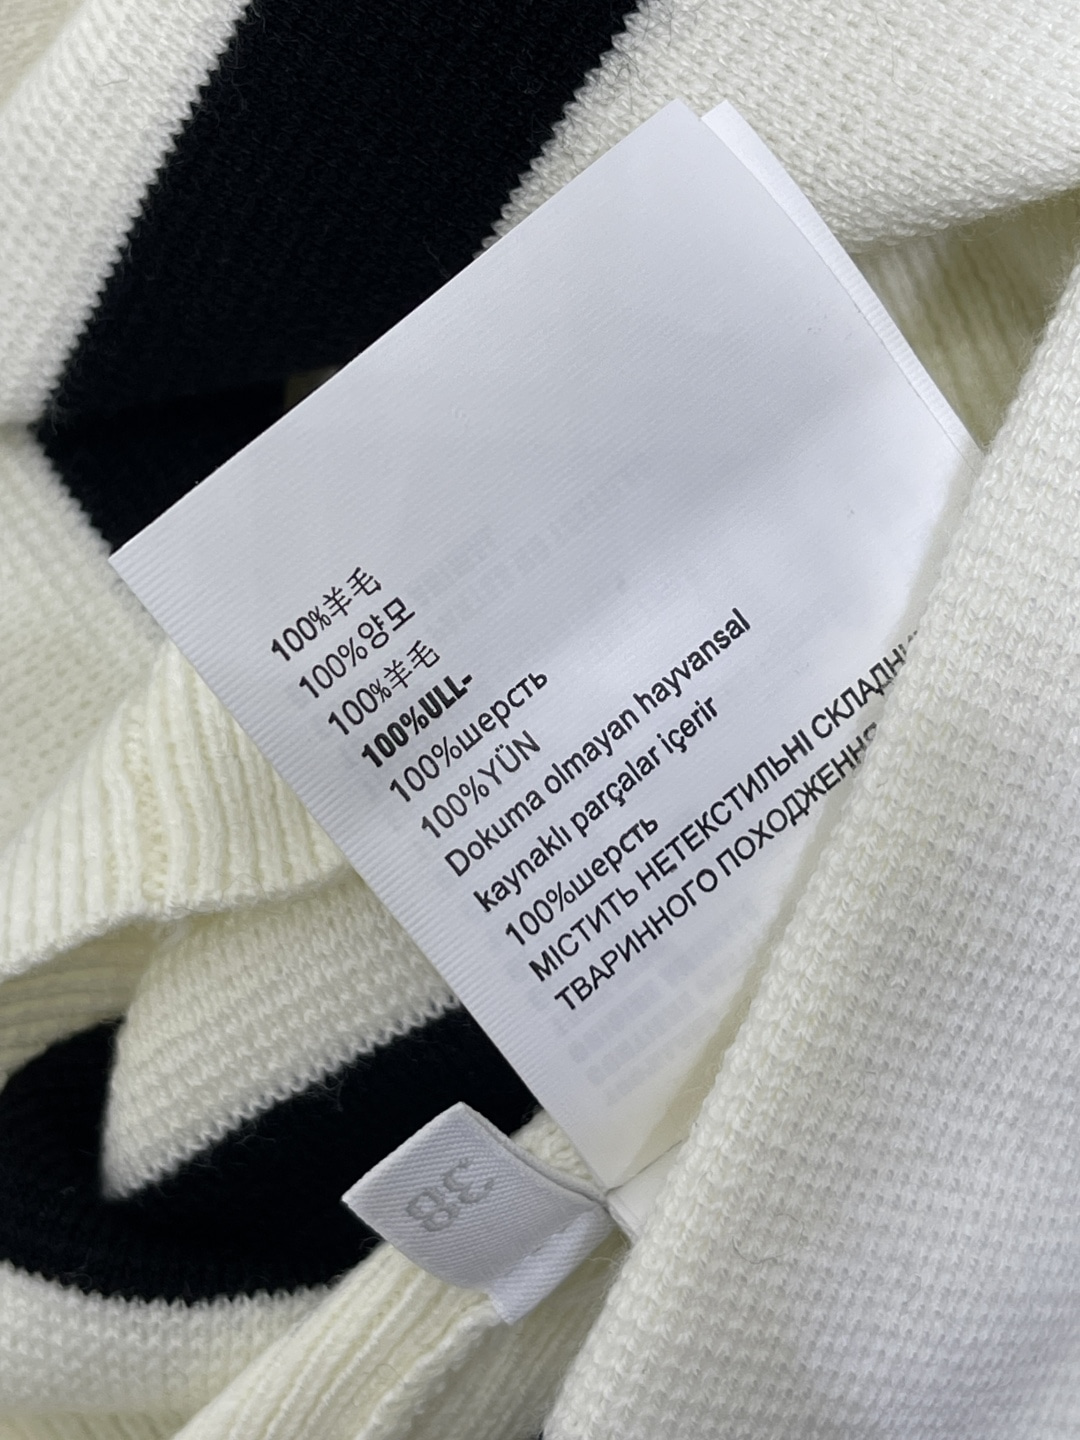 100%羊毛
100%양모
100%羊毛
100%ULL-
100%шерсть
100%YÜN
Dokuma olmayan hayvansal
kaynaklı parçalar içerir
100%шерсть
МІСТИТЬ НЕТЕКСТИЛЬНІ
ТВАРИННОГО ПОХОДЖЕННЯ
38